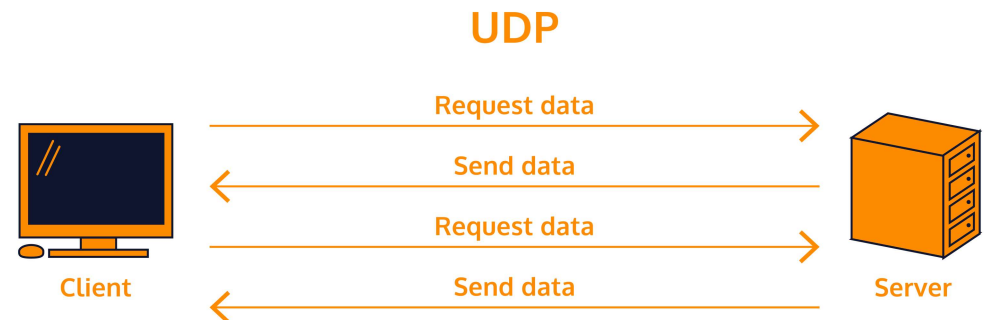 UDP
Request data
Send data
Request data
Send data
Client
Server